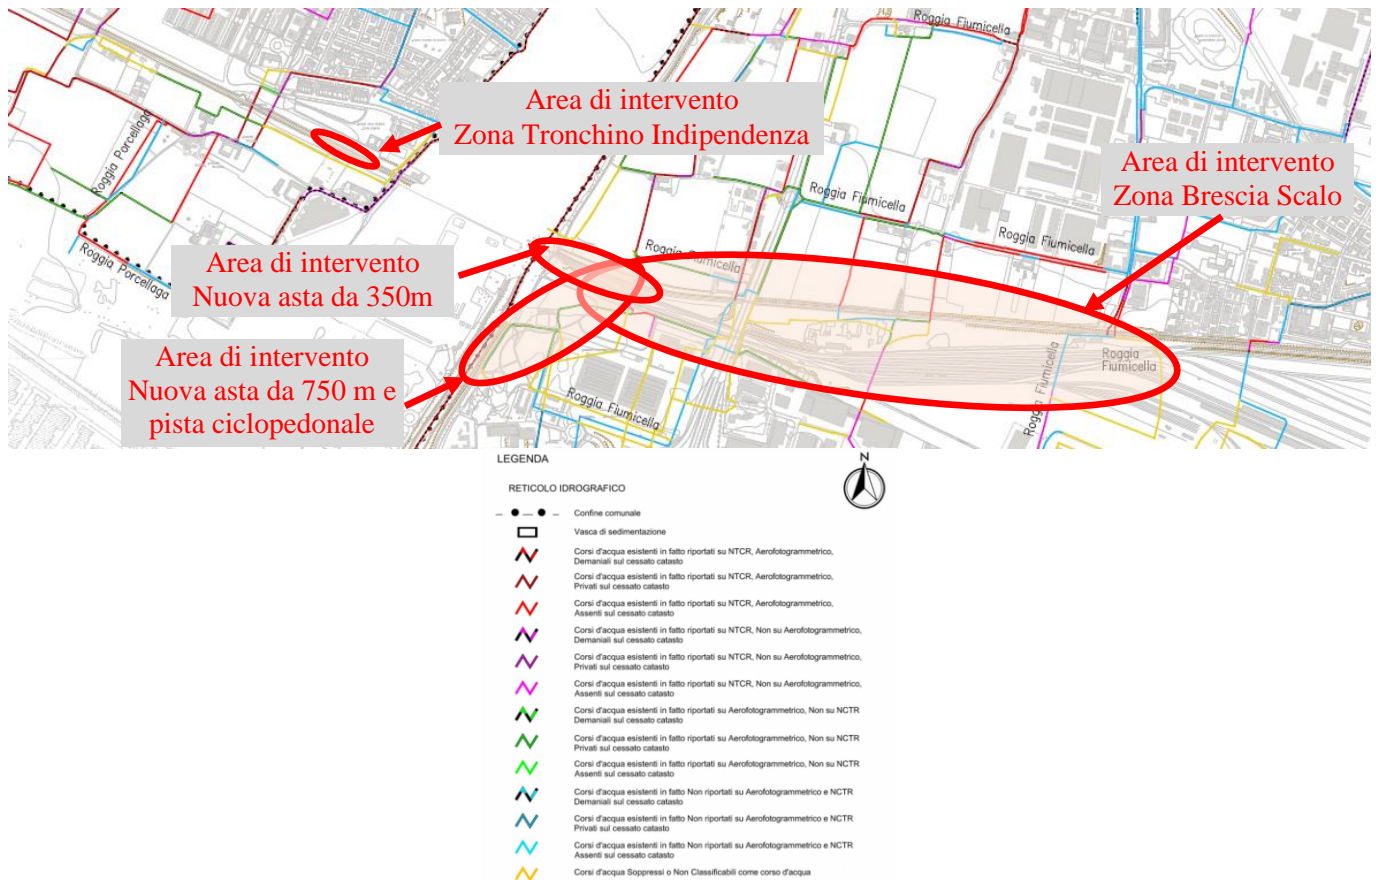 Roggia Fiumicella
Area di intervento
Zona Tronchino Indipendenza
Area di intervento
Zona Brescia Scalo
Roggia Porcellaga
Roggia Fiumicella
Roggia Fiumicella
Roggia Porcellaga
Area di intervento
Nuova asta da 350m
Roggia Fiumicella
Area di intervento
Nuova asta da 750 m e
pista ciclopedonale
Roggia Fiumicella
Roggia
Fiumicella
Roggia Fiumicella
LEGENDA
N
RETICOLO IDROGRAFICO
Confine comunale
Vasca di sedimentazione
Corsi d'acqua esistenti in fatto riportati su NTCR, Aerofotogrammetrico,
Demaniali sul cessato catasto
Corsi d'acqua esistenti in fatto riportati su NTCR, Aerofotogrammetrico,
Privati sul cessato catasto
Corsi d'acqua esistenti in fatto riportati su NTCR, Aerofotogrammetrico,
Assenti sul cessato catasto
Corsi d'acqua esistenti in fatto riportati su NTCR, Non su Aerofotogrammetrico,
Demaniali sul cessato catasto
Corsi d'acqua esistenti in fatto riportati su NTCR, Non su Aerofotogrammetrico,
Privati sul cessato catasto
Corsi d'acqua esistenti in fatto riportati su NTCR, Non su Aerofotogrammetrico,
Assenti sul cessato catasto
Corsi d'acqua esistenti in fatto riportati su Aerofotogrammetrico, Non su NCTR
Demaniali sul cessato catasto
Corsi d'acqua esistenti in fatto riportati su Aerofotogrammetrico, Non su NCTR
Privati sul cessato catasto
Corsi d'acqua esistenti in fatto riportati su Aerofotogrammetrico, Non su NCTR
Assenti sul cessato catasto
Corsi d'acqua esistenti in fatto Non riportati su Aerofotogrammetrico e NCTR
Demaniali sul cessato catasto
Corsi d'acqua esistenti in fatto Non riportati su Aerofotogrammetrico e NCTR
Privati sul cessato catasto
Corsi d'acqua esistenti in fatto Non riportati su Aerofotogrammetrico e NCTR
Assenti sul cessato catasto
Corsi d'acqua Soppressi o Non Classificabili come corso d'acqua